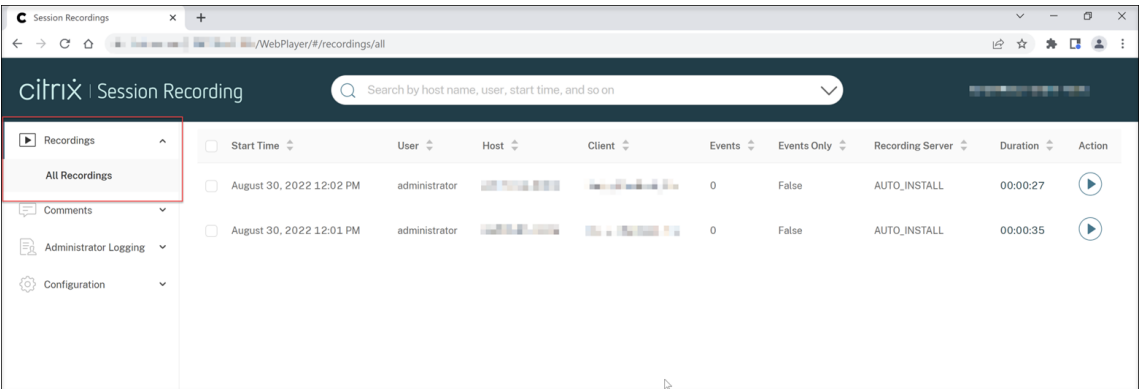 Session Recordings
/WebPlayer/#/recordings/all
citrix | Session Recording
Search by host name, user, start time, and so on
Recordings
All Recordings
Comments
Administrator Logging
Configuration
Start Time User Host Client Events Events Only Recording Server Duration Action
August 30, 2022 12:02 PM administrator 0 False AUTO_INSTALL 00:00:27
August 30, 2022 12:01 PM administrator 0 False AUTO_INSTALL 00:00:35